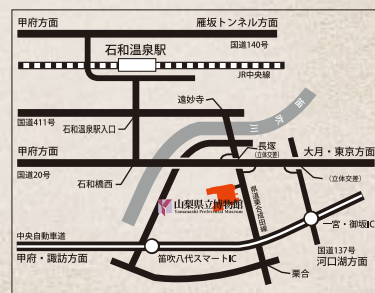 甲府方面
雁坂トンネル方面
国道140号
石和温泉駅
JR中央線
遠妙寺
笛
吹
川
国道411号
石和温泉駅入口
長塚
(立体交差)
甲府方面
大月・東京方面
国道20号
石和橋西
(立体交差)
山梨県立博物館
Yamanashi Prefectural Museum
県道栗合成田線
一宮・御坂IC
中央自動車道
国道137号
甲府・諏訪方面
笛吹八代スマートIC
河口湖方面
栗合